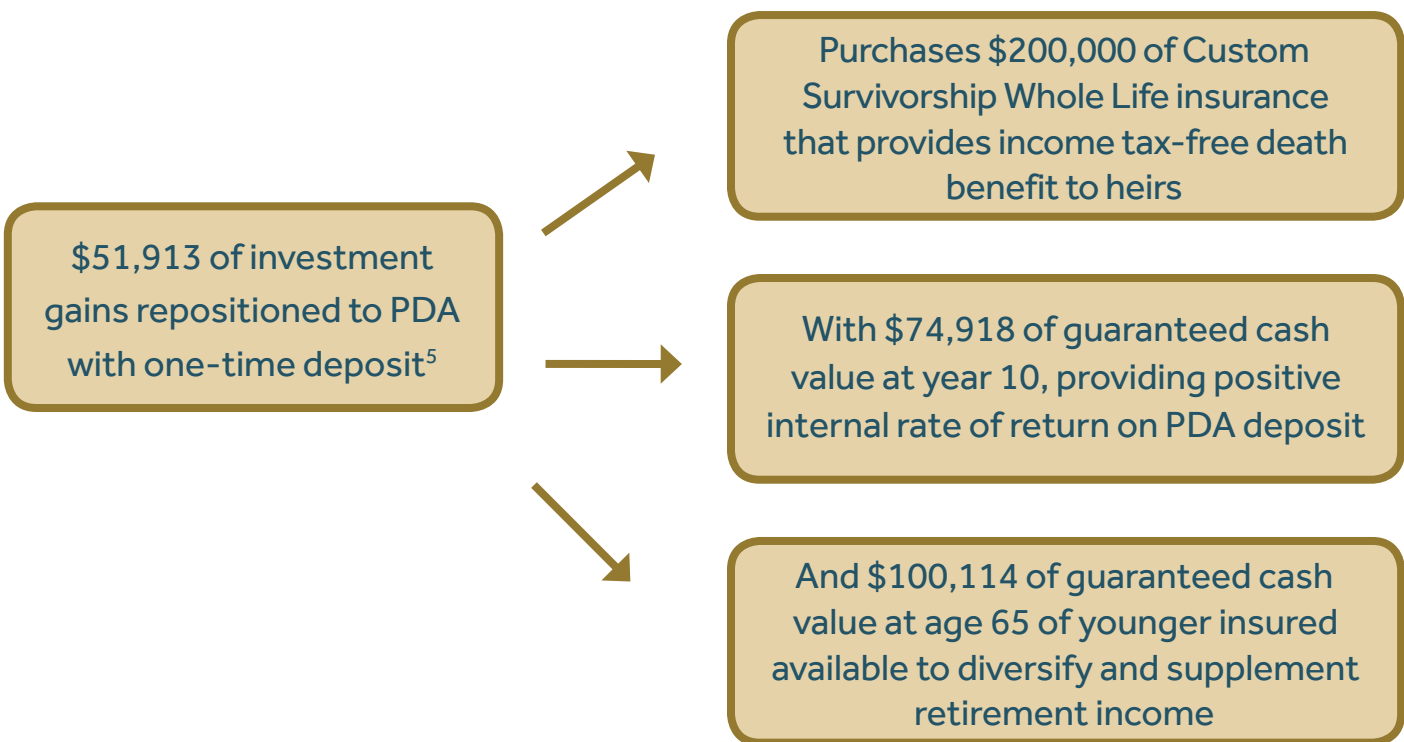 $51,913 of investment
gains repositioned to PDA
with one-time deposit⁵
Purchases $200,000 of Custom
Survivorship Whole Life insurance
that provides income tax-free death
benefit to heirs
With $74,918 of guaranteed cash
value at year 10, providing positive
internal rate of return on PDA deposit
And $100,114 of guaranteed cash
value at age 65 of younger insured
available to diversify and supplement
retirement income